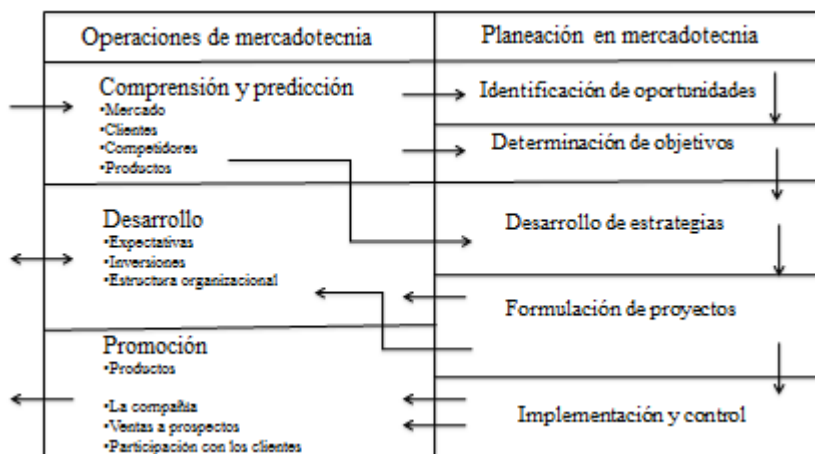 Operaciones de mercadotecnia
Planeación en mercadotecnia
Comprensión y predicción
•Mercado
•Clientes
•Competidores
•Productos
Identificación de oportunidades
Determinación de objetivos
Desarrollo
•Expectativas
•Inversiones
•Estructura organizacional
Desarrollo de estrategias
Formulación de proyectos
Promoción
•Productos
•La compañia
•Ventas a prospectos
•Participación con los clientes
Implementación y control